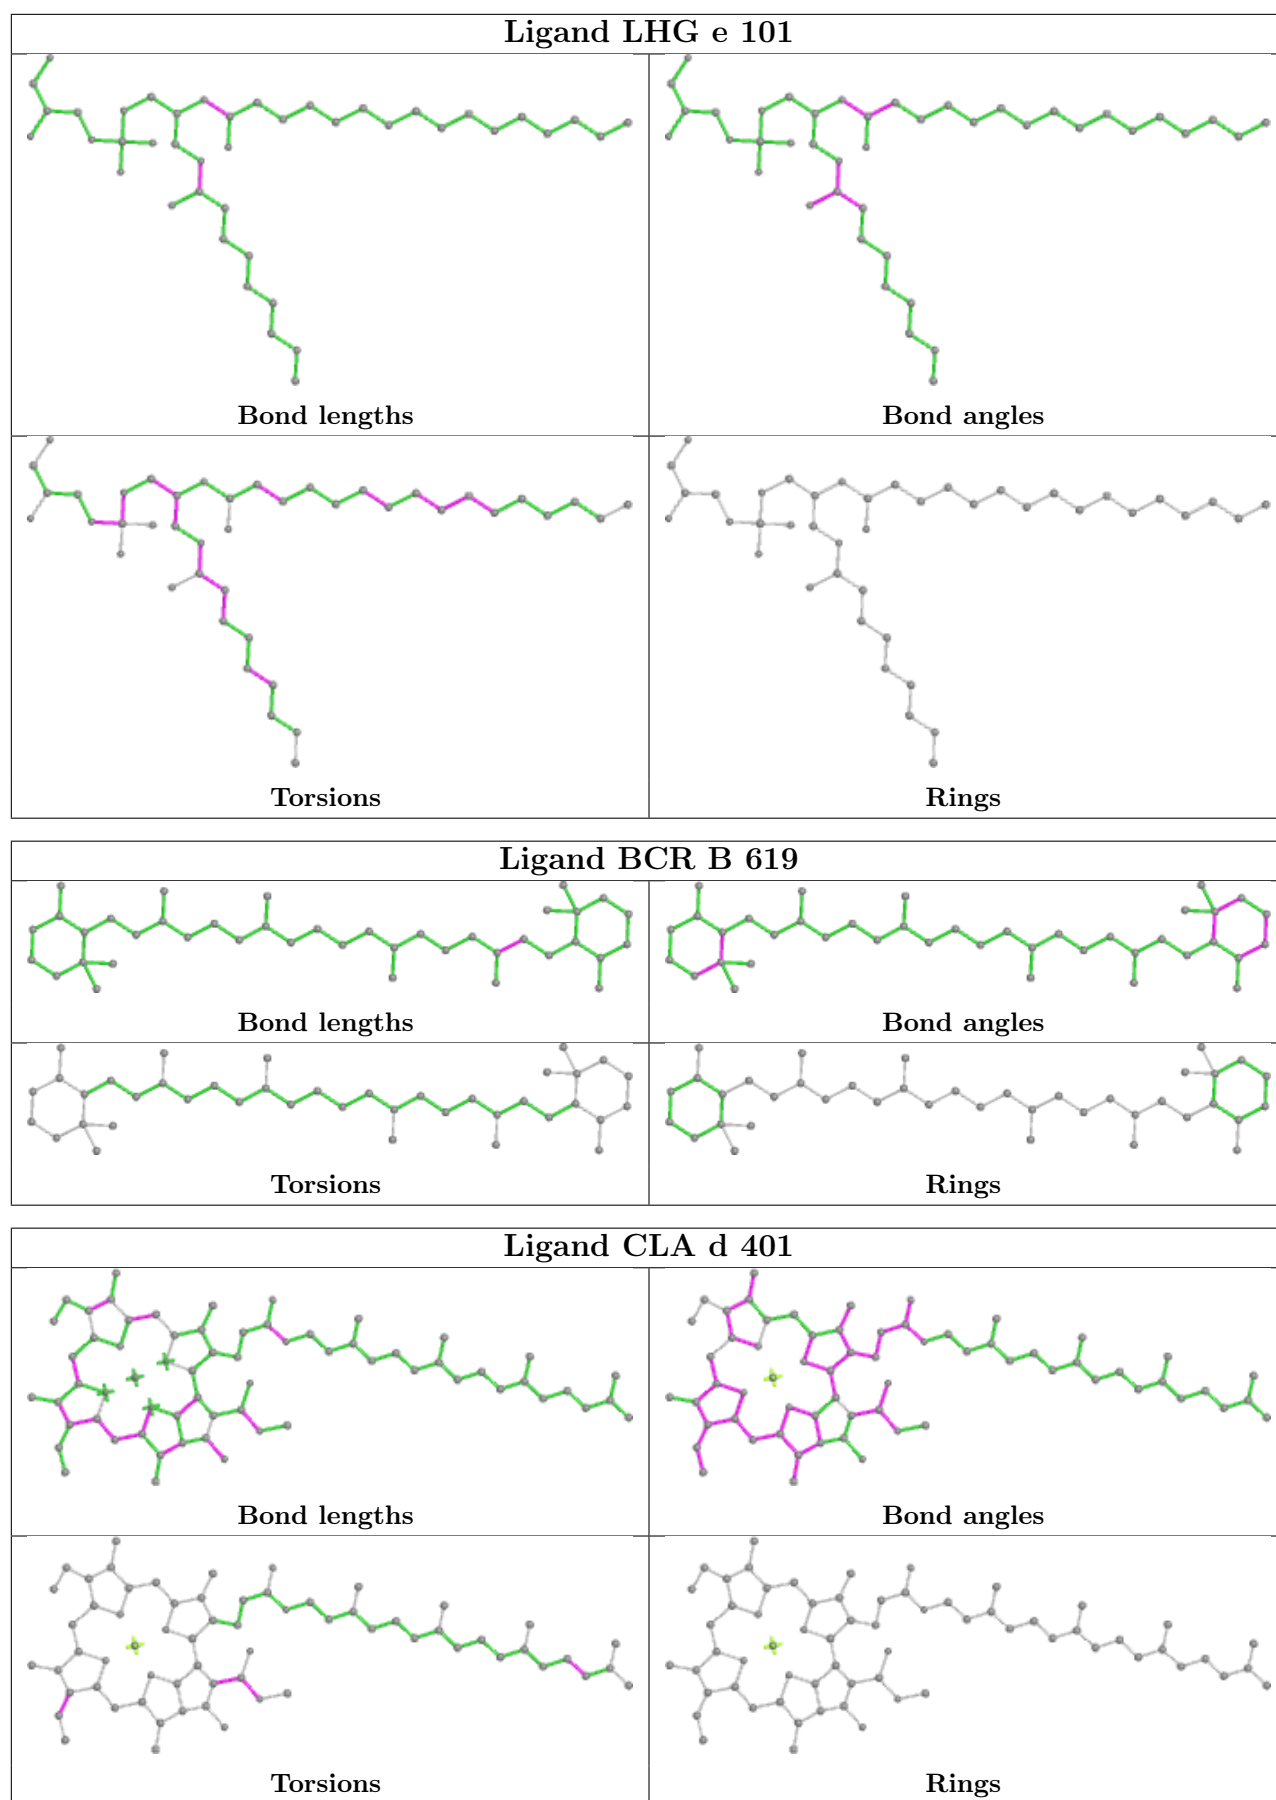 Ligand LHG e 101
Bond lengths
Bond angles
Torsions
Rings
Ligand BCR B 619
Bond lengths
Bond angles
Torsions
Rings
Ligand CLA d 401
Bond lengths
Bond angles
Torsions
Rings